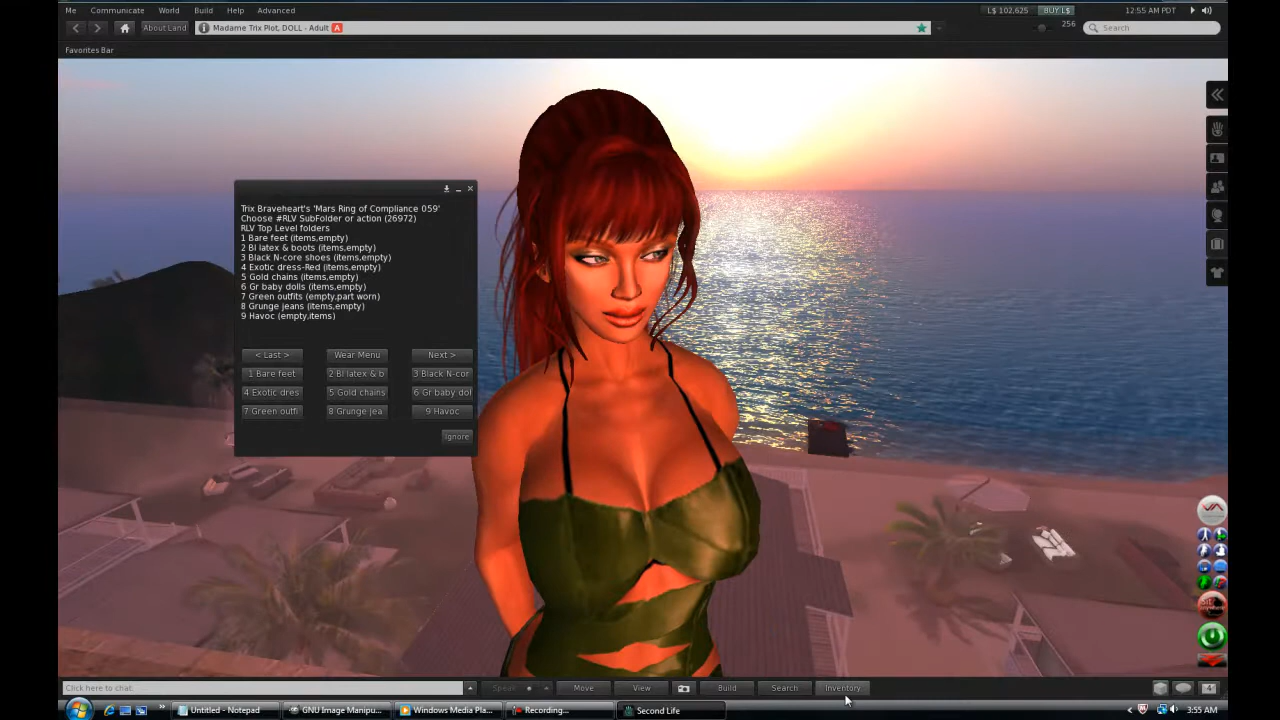 Me Communicate World Build Help Advanced L$ 102,625 BUY L$ 12:55 AM PDT
About Land Madame Trix Plot, DOLL - Adult A 256 Search
Favorites Bar
Trix Braveheart's 'Mars Ring of Compliance 059'
Choose #RLV SubFolder or action (26972)
RLV Top Level folders
1 Bare feet (items,empty)
2 Bl latex & boots (items,empty)
3 Black N-core shoes (items,empty)
4 Exotic dress-Red (items,empty)
5 Gold chains (items,empty)
6 Gr baby dolls (items,empty)
7 Green outfits (empty,part worn)
8 Grunge jeans (items,empty)
9 Havoc (empty,items)
< Last > Wear Menu Next >
1 Bare feet 2 Bl latex & b 3 Black N-cor
4 Exotic dres 5 Gold chains 6 Gr baby dol
7 Green outfi 8 Grunge jea 9 Havoc
Ignore
Click here to chat. Speak Move View Build Search Inventory 4
Untitled - Notepad GNU Image Manipu... Windows Media Pla... Recording... Second Life 3:55 AM